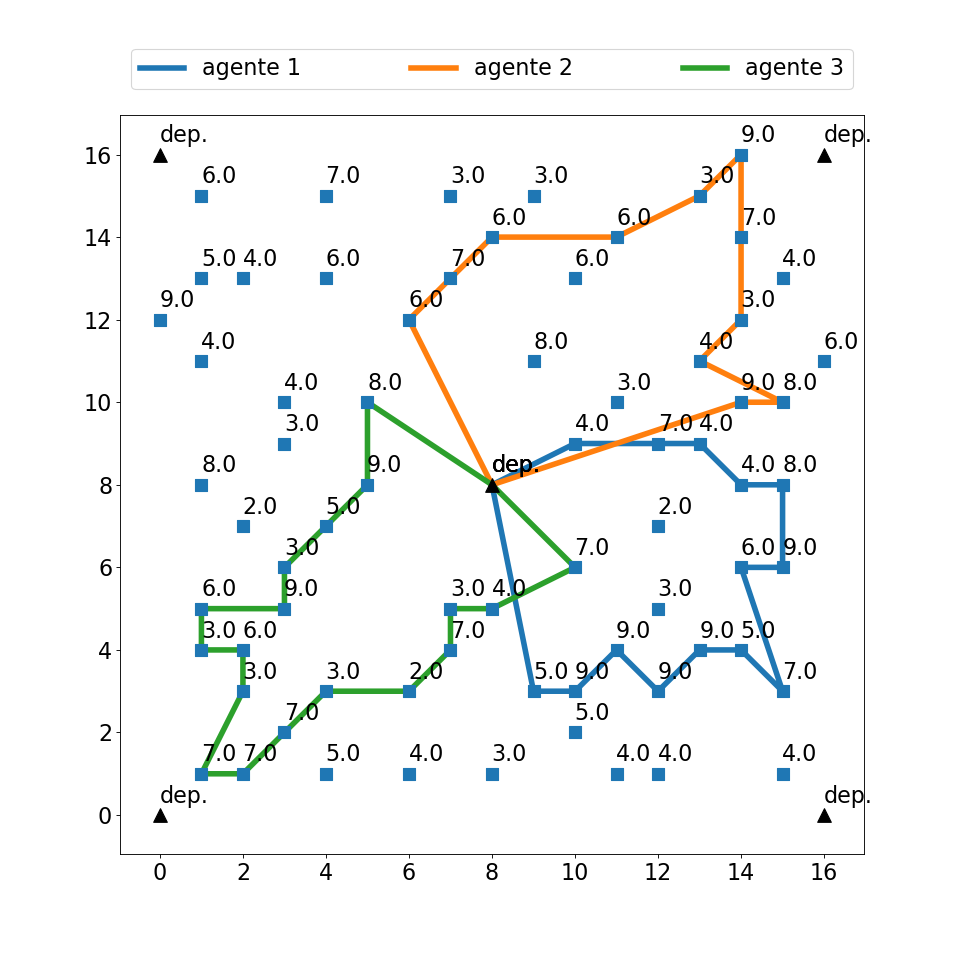 agente 1 agente 2 agente 3
9.0
dep. dep.
16
6.0 7.0 3.0 3.0 3.0
6.0 6.0 7.0
14
5.0 4.0 6.0 7.0 6.0 4.0
9.0 6.0 3.0
12
4.0 8.0 4.0 6.0
4.0 8.0 3.0 9.0 8.0
10
3.0 4.0 7.0 4.0
8.0 9.0 dep. dep. 4.0 8.0
8
2.0 5.0 2.0
3.0 7.0 6.0 9.0
6
6.0 9.0 3.0 4.0 3.0
3.0 6.0 7.0 9.0 9.0 5.0
4
3.0 3.0 2.0 5.0 9.0 9.0 7.0
7.0 5.0
2
7.0 7.0 5.0 4.0 3.0 4.0 4.0 4.0
dep. dep.
0
0 2 4 6 8 10 12 14 16